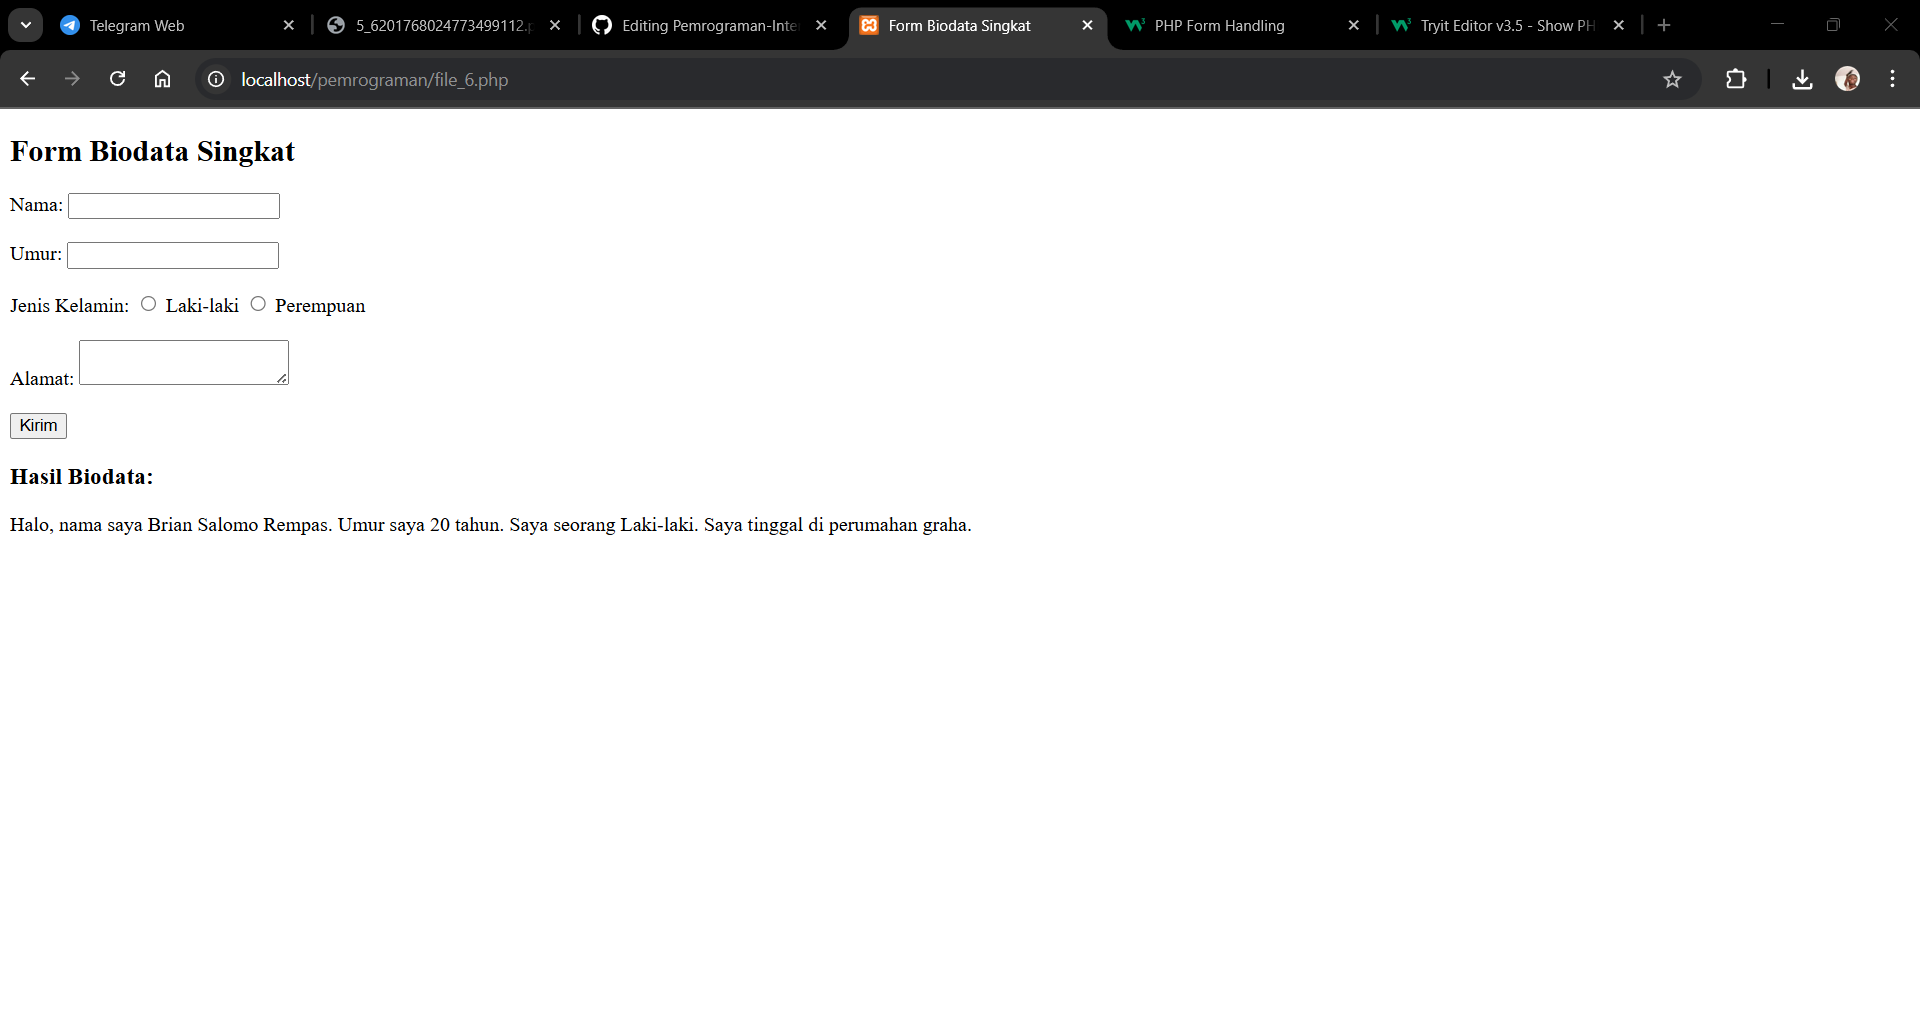 Telegram Web
5_6201768024773499112.p
Editing Pemrograman-Inte
Form Biodata Singkat
PHP Form Handling
Tryit Editor v3.5 - Show PH
localhost/pemrograman/file_6.php
Form Biodata Singkat
Nama:
Umur:
Jenis Kelamin: Laki-laki Perempuan
Alamat:
Kirim
Hasil Biodata:
Halo, nama saya Brian Salomo Rempas. Umur saya 20 tahun. Saya seorang Laki-laki. Saya tinggal di perumahan graha.